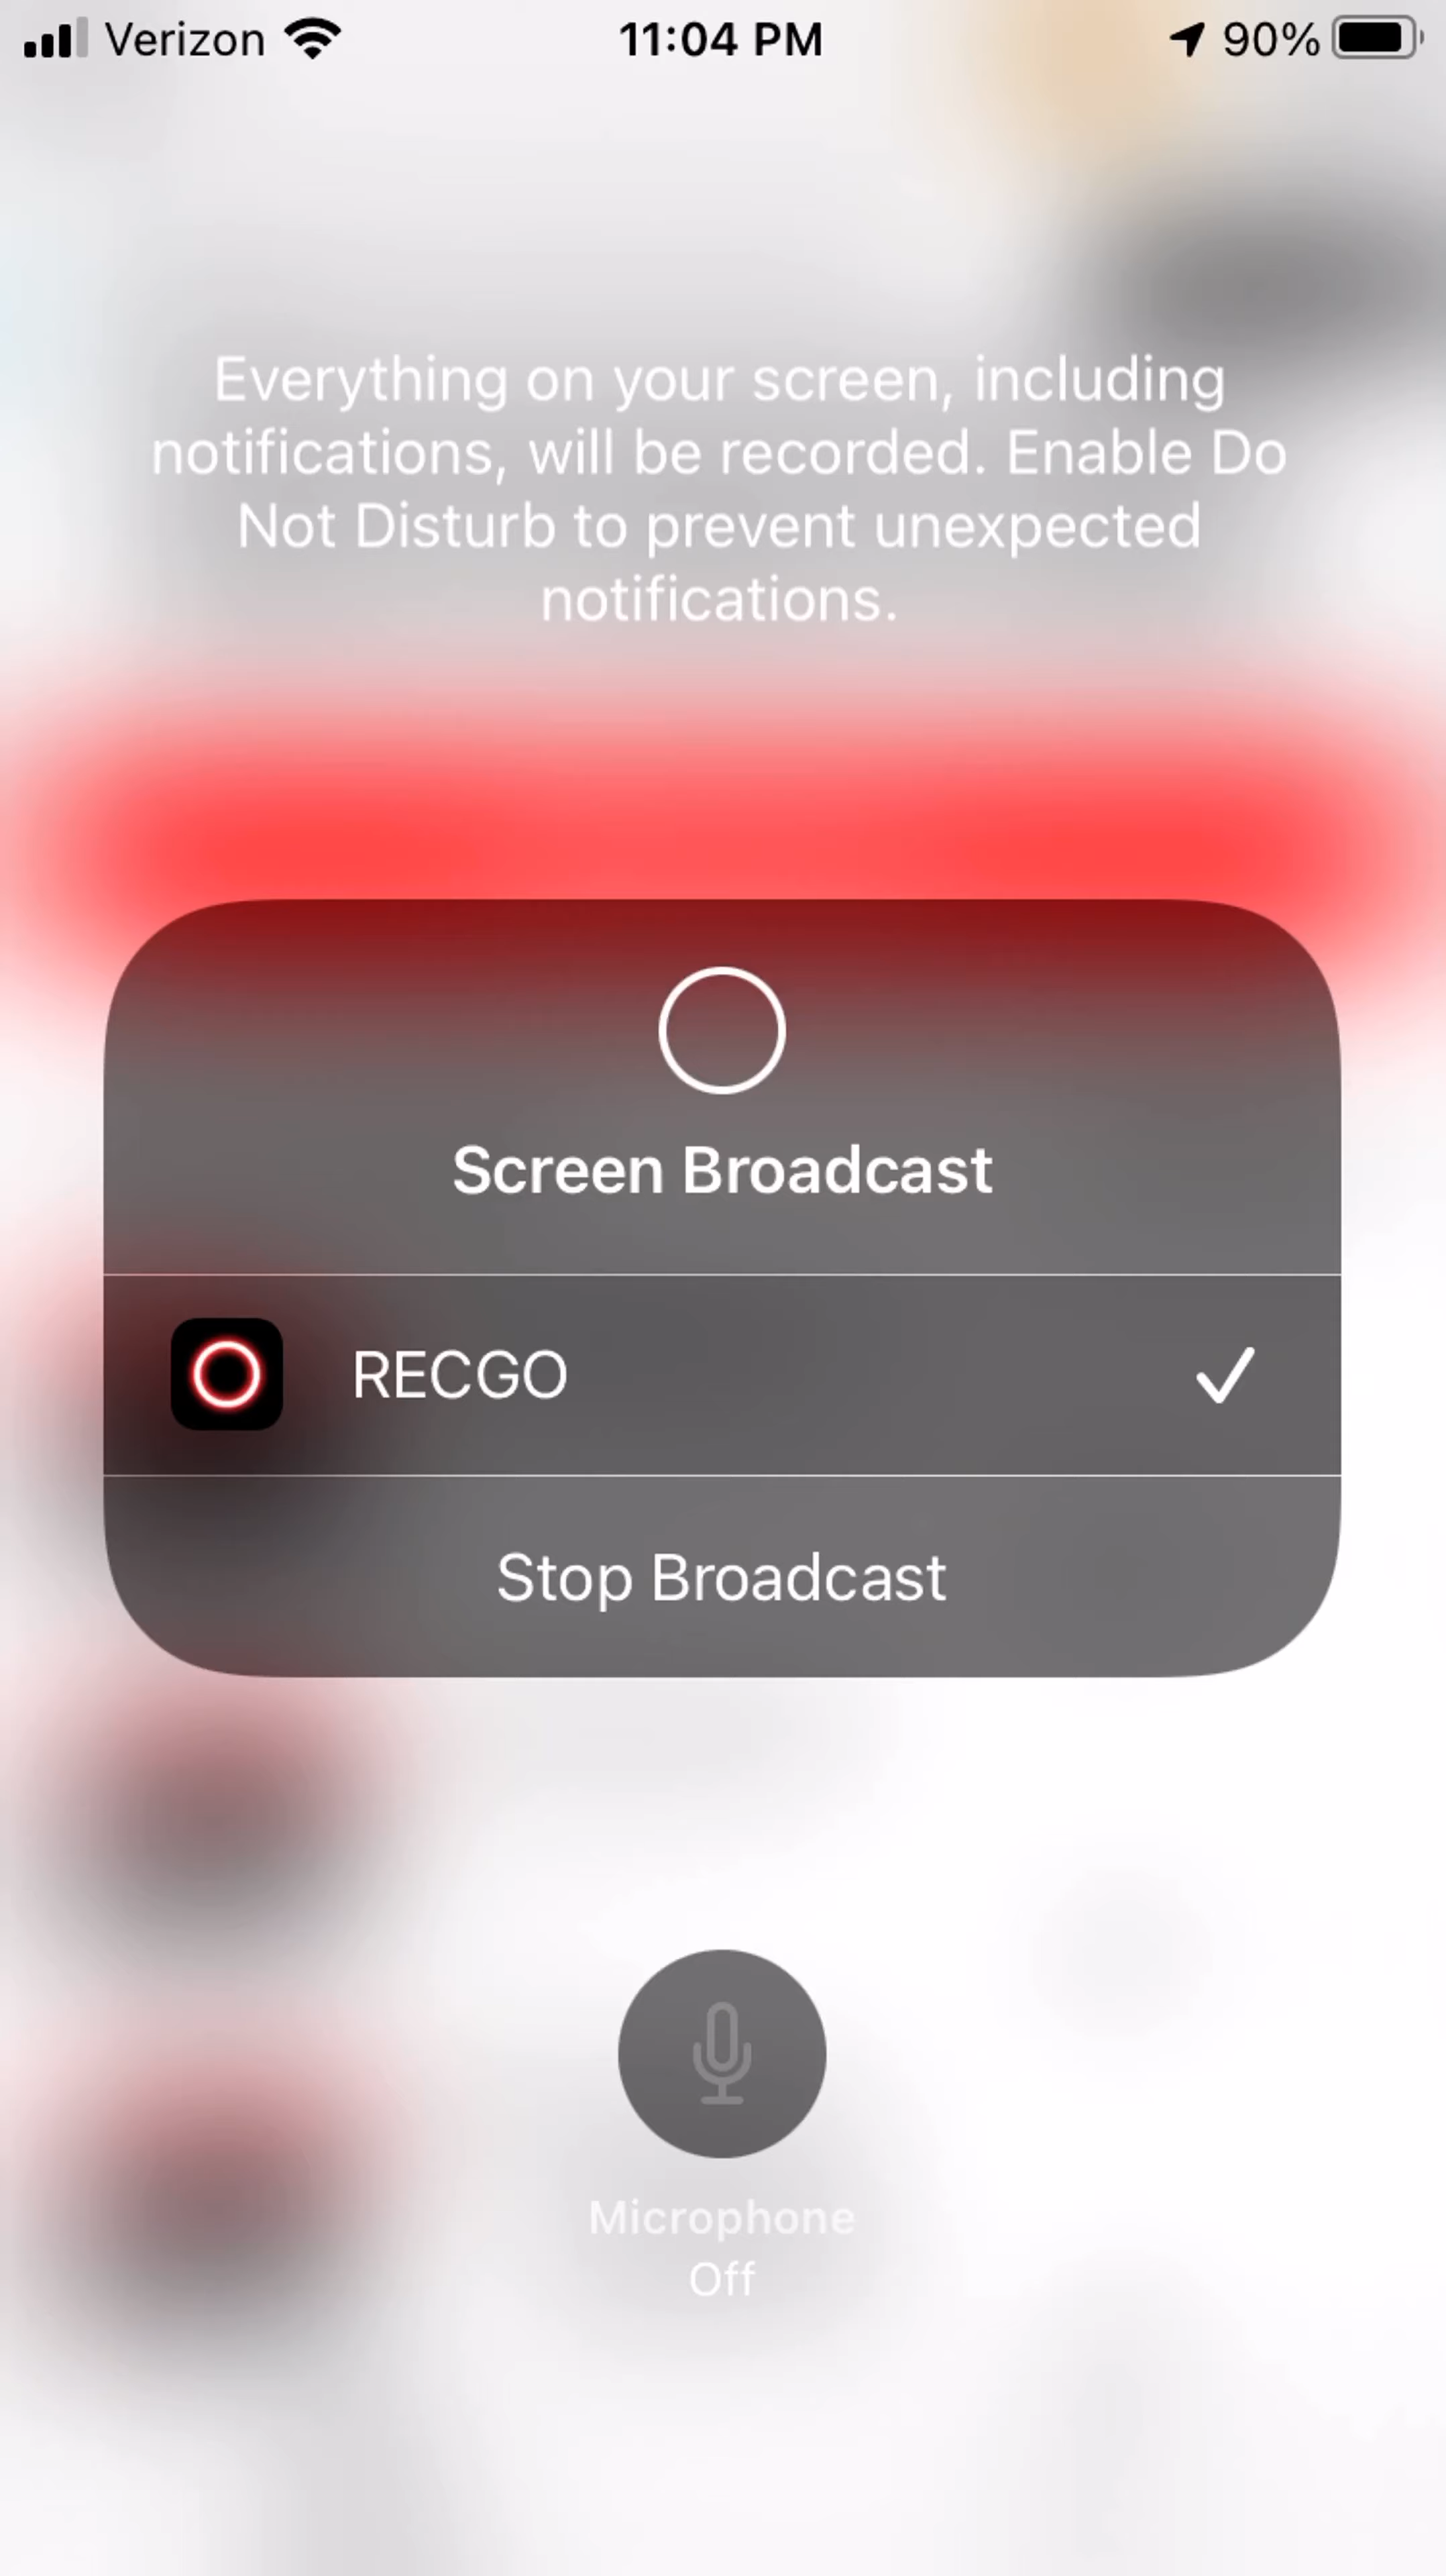 Verizon 11:04 PM 90%
Everything on your screen, including
notifications, will be recorded. Enable Do
Not Disturb to prevent unexpected
notifications.
Screen Broadcast
RECGO
Stop Broadcast
Microphone
Off